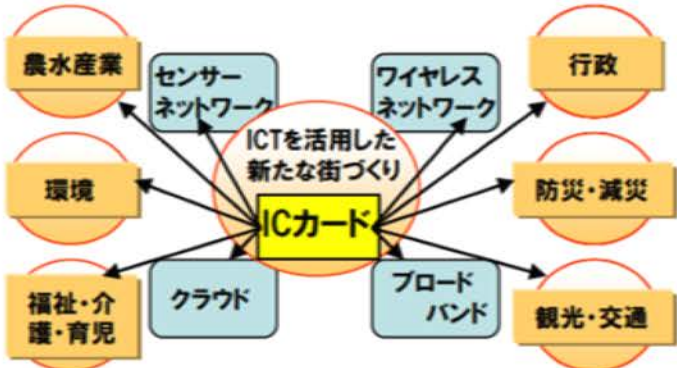 農水産業
センサー
ネットワーク
ワイヤレス
ネットワーク
行政
ICTを活用した
新たな街づくり
環境
ICカード
防災・減災
福祉・介
護・育児
クラウド
ブロード
バンド
観光・交通